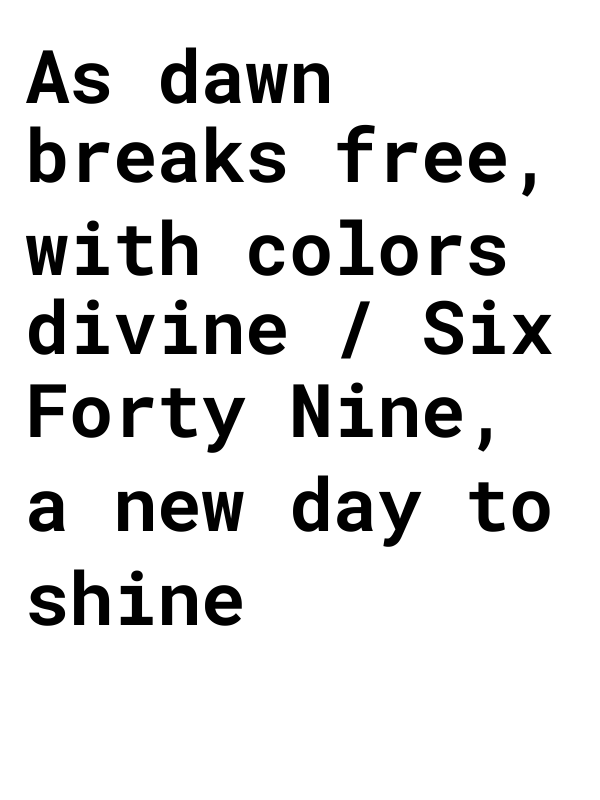 As dawn
breaks free,
with colors
divine / Six
Forty Nine,
a new day to
shine